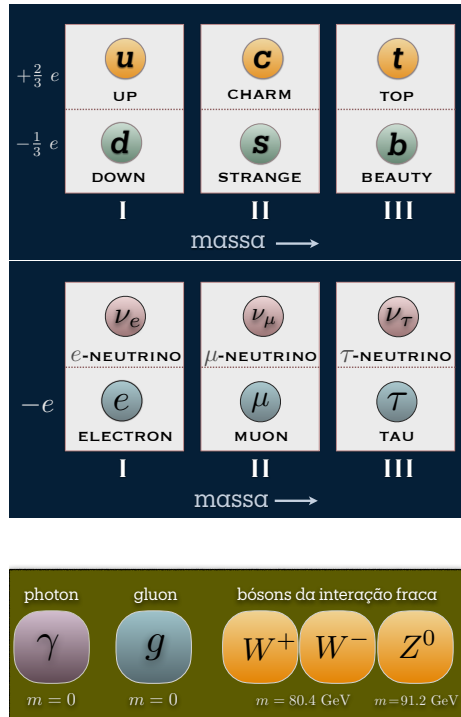 +2/3 e u c t
UP CHARM TOP
-1/3 e d s b
DOWN STRANGE BEAUTY
I II III
massa →
νe νμ ντ
e-NEUTRINO μ-NEUTRINO τ-NEUTRINO
−e e μ τ
ELECTRON MUON TAU
I II III
massa →
photon gluon bósons da interação fraca
γ g W+ W− Z0
m = 0 m = 0 m = 80.4 GeV m=91.2 GeV